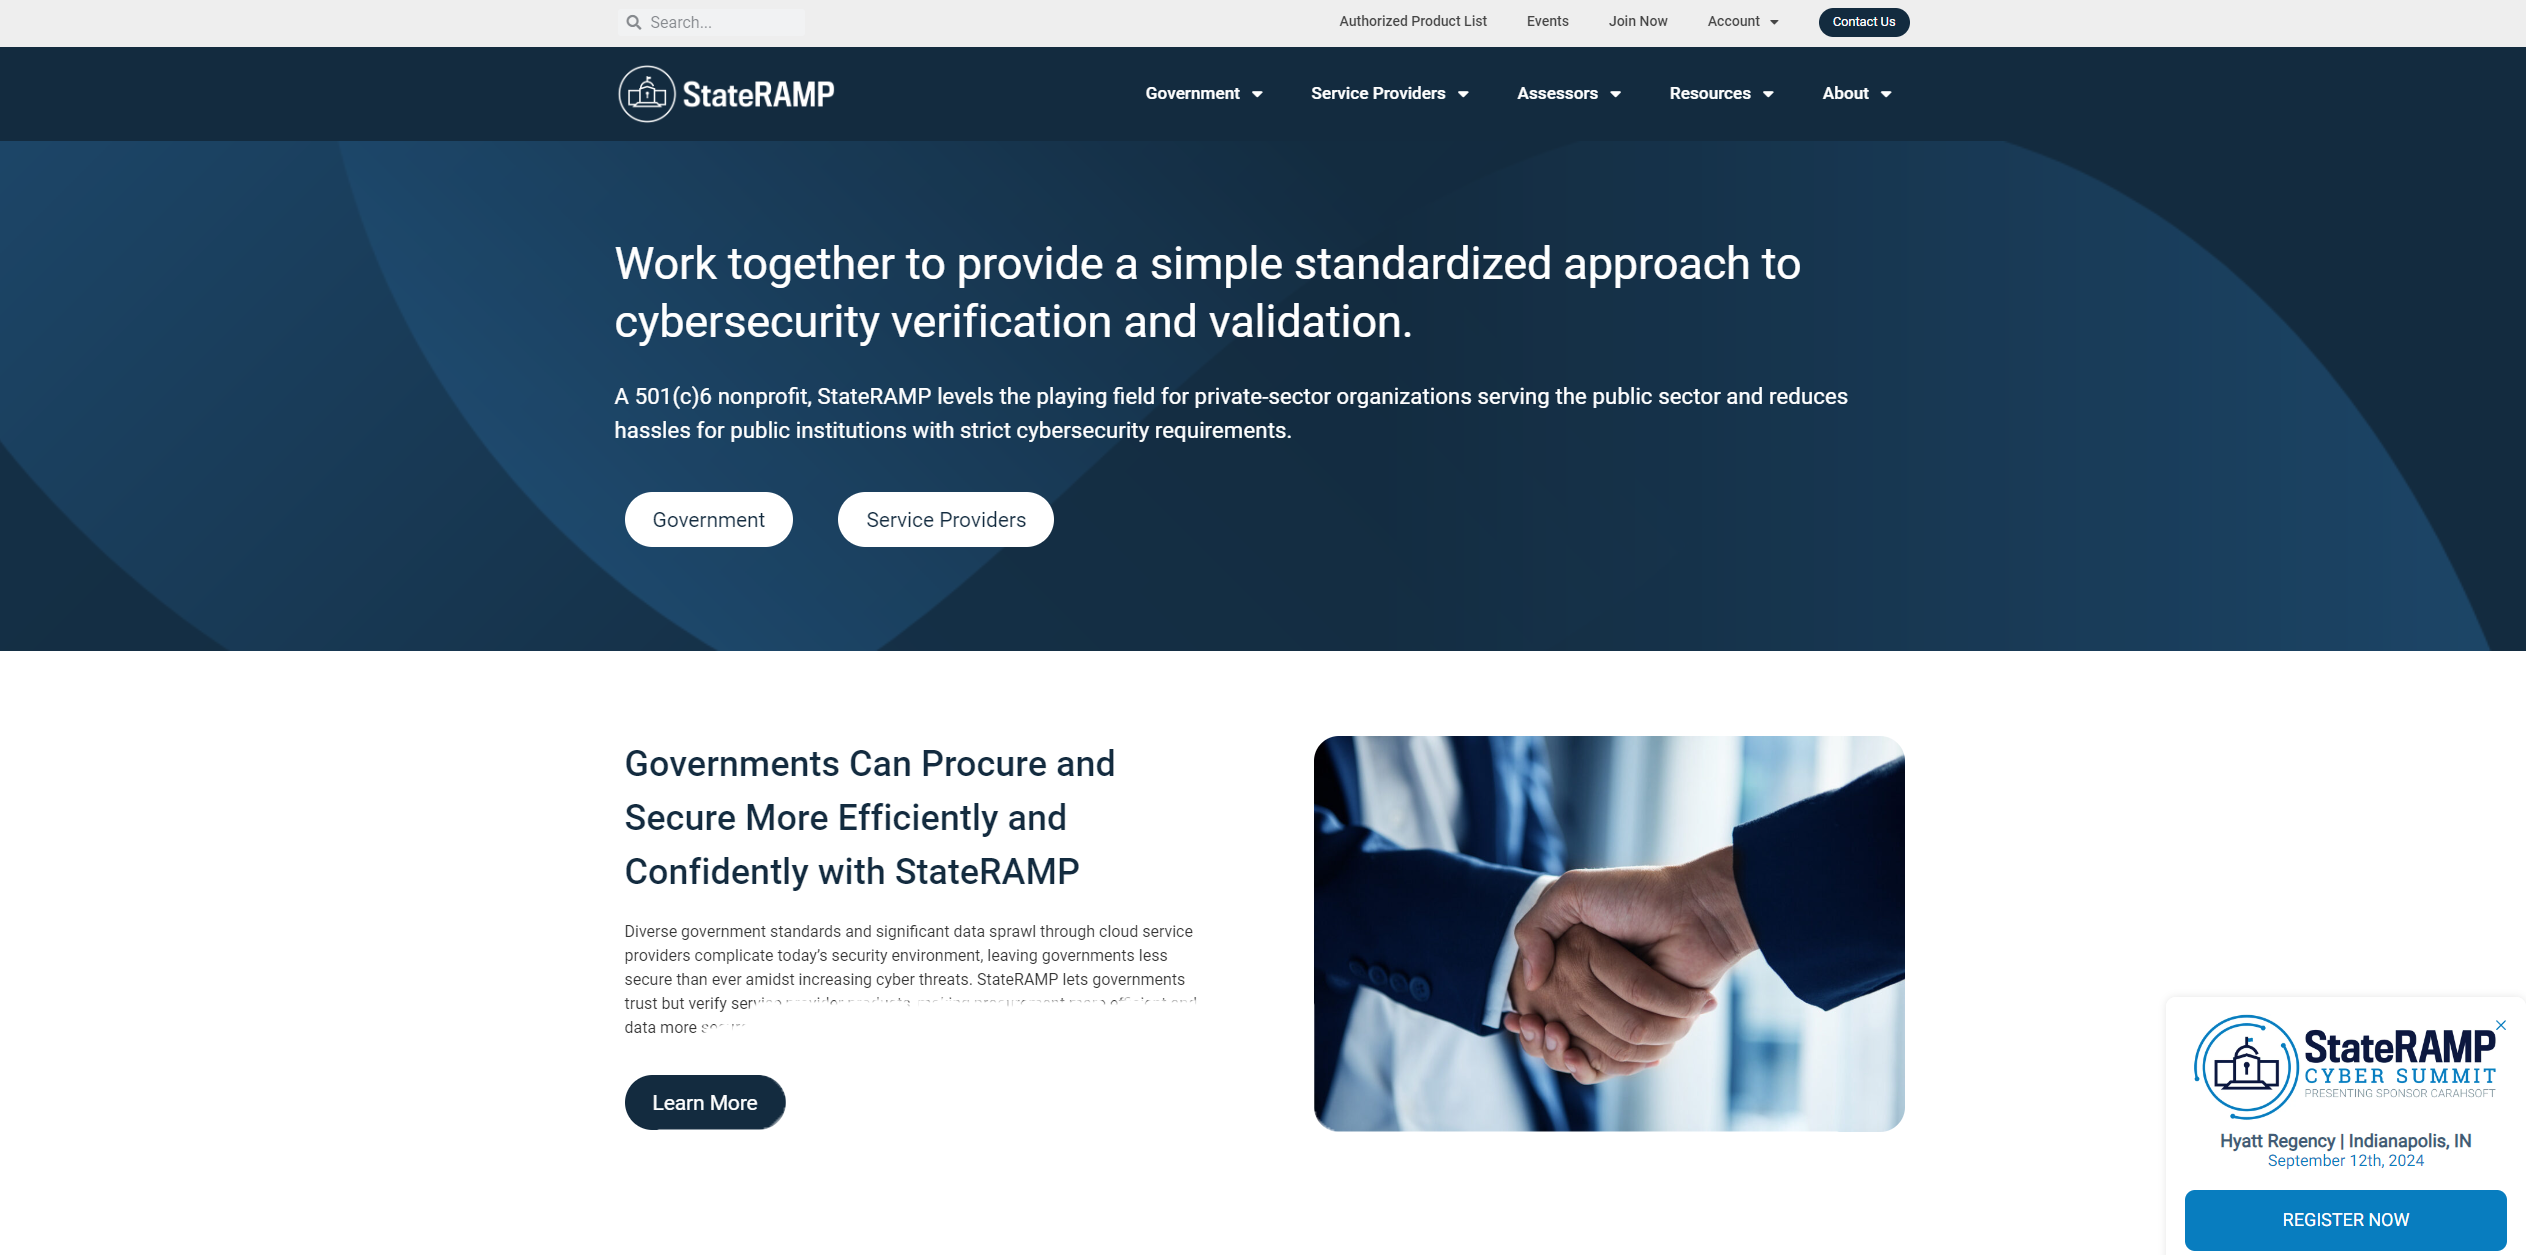 Search...
Authorized Product List
Events
Join Now
Account
Contact Us
StateRAMP
Government
Service Providers
Assessors
Resources
About
Work together to provide a simple standardized approach to
cybersecurity verification and validation.
A 501(c)6 nonprofit, StateRAMP levels the playing field for private-sector organizations serving the public sector and reduces
hassles for public institutions with strict cybersecurity requirements.
Government
Service Providers
Governments Can Procure and
Secure More Efficiently and
Confidently with StateRAMP
Diverse government standards and significant data sprawl through cloud service
providers complicate today’s security environment, leaving governments less
secure than ever amidst increasing cyber threats. StateRAMP lets governments
trust but verify
data more
Learn More
StateRAMP
CYBER SUMMIT
PRESENTING SPONSOR CARAHSOFT
Hyatt Regency | Indianapolis, IN
September 12th, 2024
REGISTER NOW